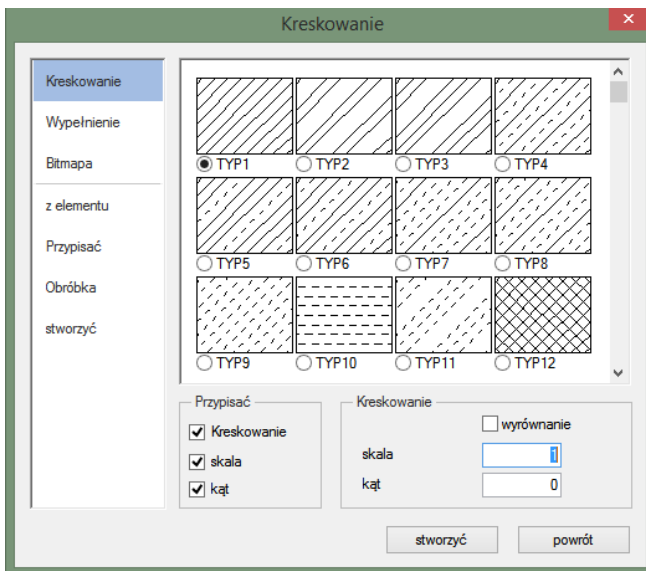 Kreskowanie
Kreskowanie
Wypełnienie
Bitmapa
z elementu
Przypisać
Obróbka
stworzyć
TYP1 TYP2 TYP3 TYP4
TYP5 TYP6 TYP7 TYP8
TYP9 TYP10 TYP11 TYP12
Przypisać
Kreskowanie
skala
kąt
Kreskowanie
wyrównanie
skala 1
kąt 0
stworzyć powrót